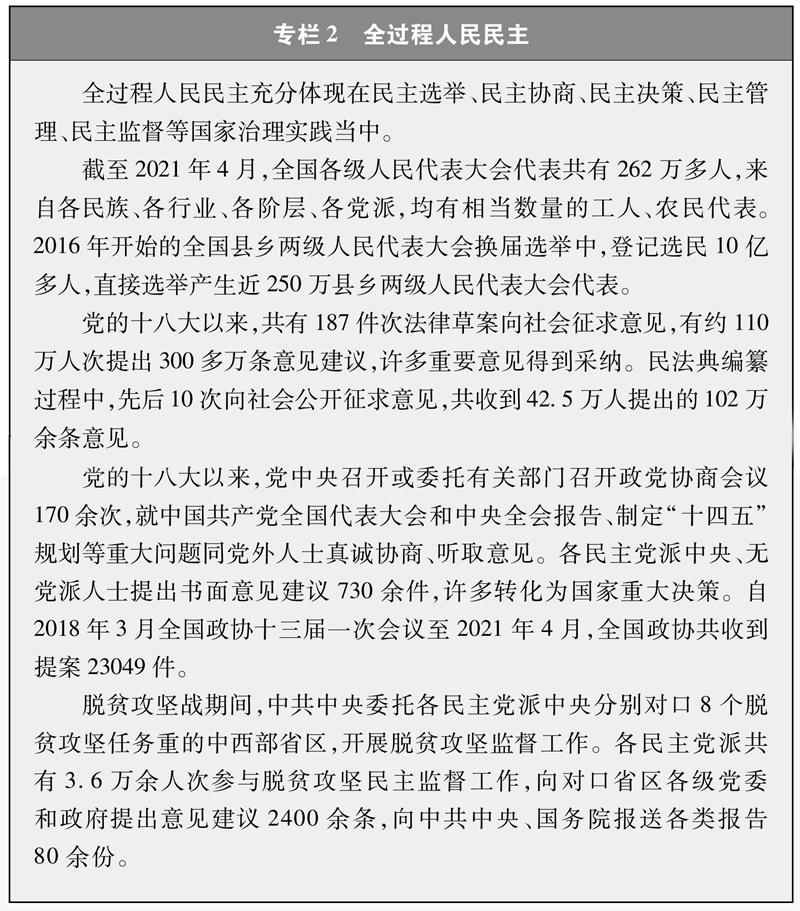 专栏 2 全过程人民民主
全过程人民民主充分体现在民主选举、民主协商、民主决策、民主管
理、民主监督等国家治理实践当中。
截至 2021 年 4 月,全国各级人民代表大会代表共有 262 万多人,来
自各民族、各行业、各阶层、各党派,均有相当数量的工人、农民代表。
2016 年开始的全国县乡两级人民代表大会换届选举中,登记选民 10 亿
多人,直接选举产生近 250 万县乡两级人民代表大会代表。
党的十八大以来,共有 187 件次法律草案向社会征求意见,有约 110
万人次提出 300 多万条意见建议,许多重要意见得到采纳。民法典编纂
过程中,先后 10 次向社会公开征求意见,共收到 42.5 万人提出的 102 万
余条意见。
党的十八大以来,党中央召开或委托有关部门召开政党协商会议
170 余次,就中国共产党全国代表大会和中央全会报告、制定“十四五”
规划等重大问题同党外人士真诚协商、听取意见。各民主党派中央、无
党派人士提出书面意见建议 730 余件,许多转化为国家重大决策。自
2018 年 3 月全国政协十三届一次会议至 2021 年 4 月,全国政协共收到
提案 23049 件。
脱贫攻坚战期间,中共中央委托各民主党派中央分别对口 8 个脱
贫攻坚任务重的中西部省区,开展脱贫攻坚监督工作。各民主党派共
有 3.6 万余人次参与脱贫攻坚民主监督工作,向对口省区各级党委
和政府提出意见建议 2400 余条,向中共中央、国务院报送各类报告
80 余份。